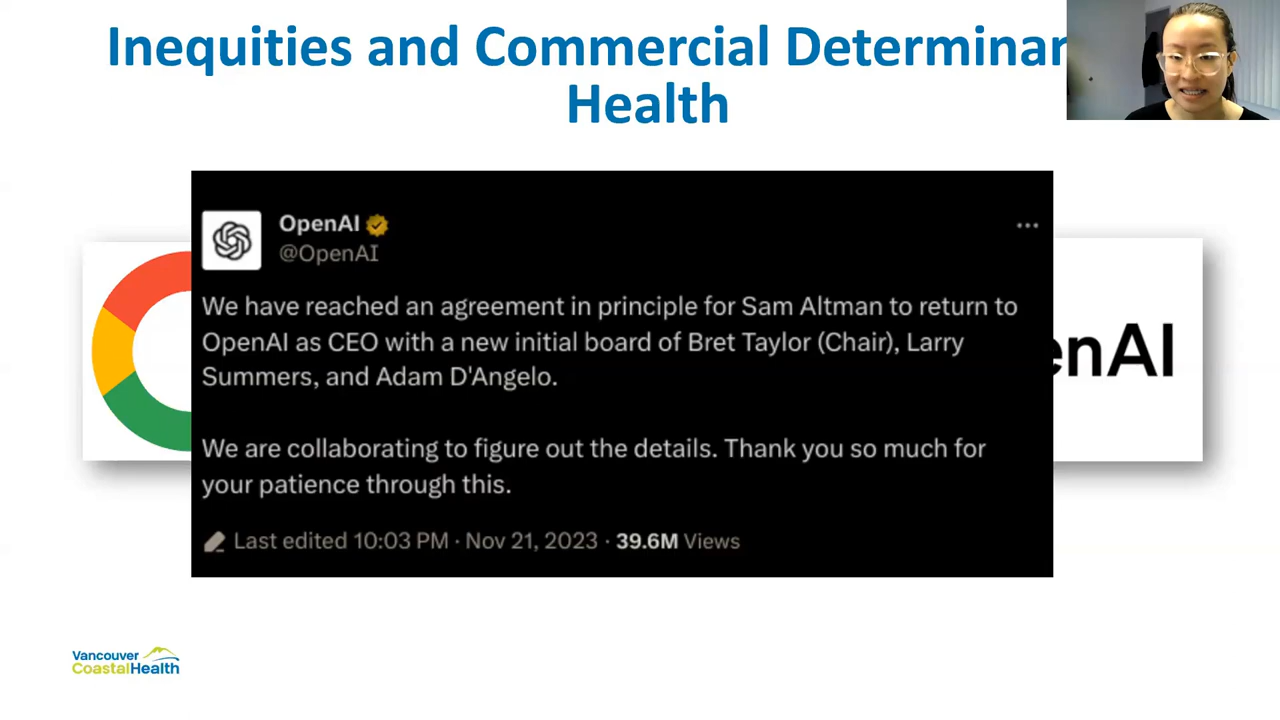 Inequities and Commercial Determinan
Health
OpenAI
@OpenAI
We have reached an agreement in principle for Sam Altman to return to
OpenAI as CEO with a new initial board of Bret Taylor (Chair), Larry
Summers, and Adam D'Angelo.
We are collaborating to figure out the details. Thank you so much for
your patience through this.
Last edited 10:03 PM · Nov 21, 2023 · 39.6M Views
enAI
Vancouver
CoastalHealth